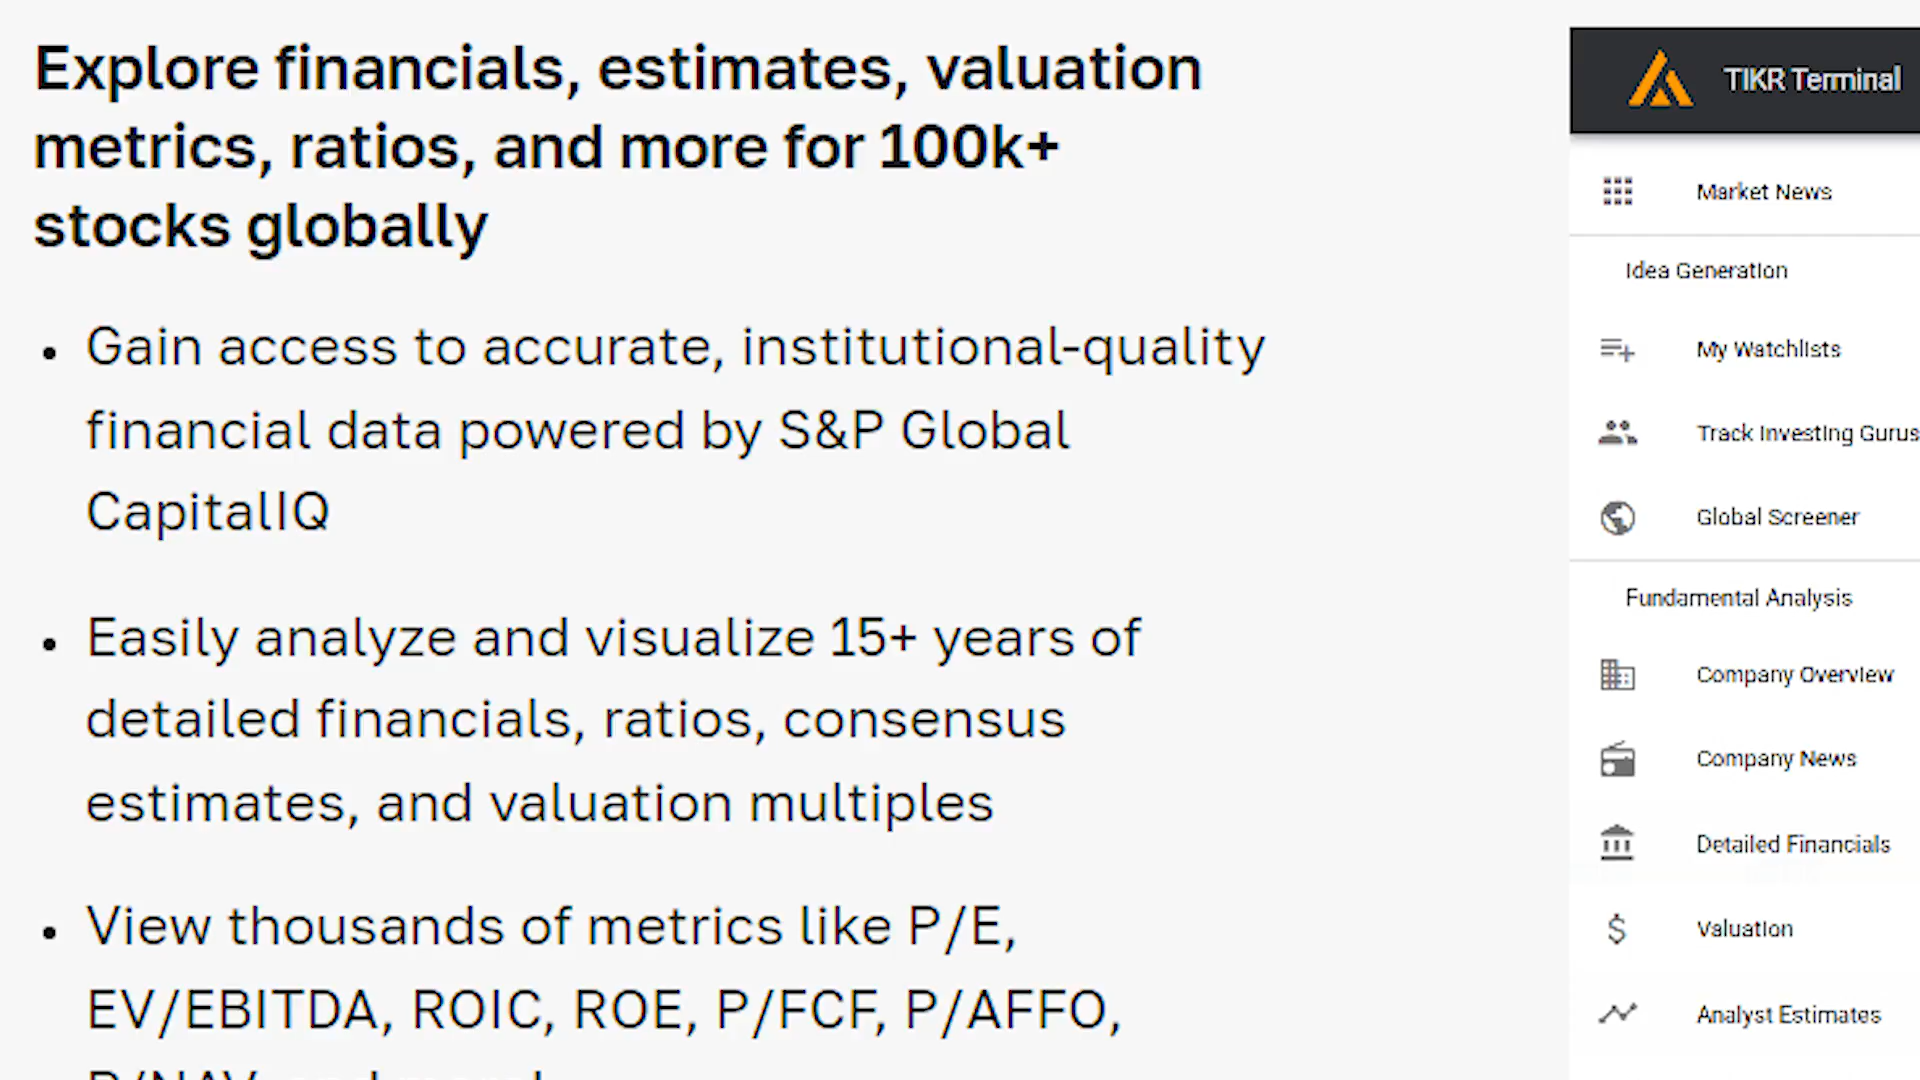 Explore financials, estimates, valuation
metrics, ratios, and more for 100k+
stocks globally
• Gain access to accurate, institutional-quality
financial data powered by S&P Global
CapitalIQ
• Easily analyze and visualize 15+ years of
detailed financials, ratios, consensus
estimates, and valuation multiples
• View thousands of metrics like P/E,
EV/EBITDA, ROIC, ROE, P/FCF, P/AFFO,
TIKR Terminal
Market News
Idea Generation
My Watchlists
Track Investing Gurus
Global Screener
Fundamental Analysis
Company Overview
Company News
Detailed Financials
Valuation
Analyst Estimates